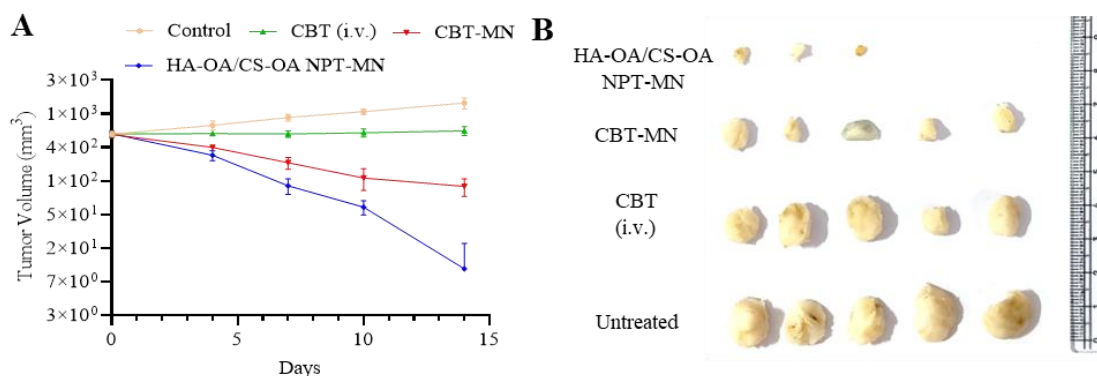 A
Control
CBT (i.v.)
CBT-MN
HA-OA/CS-OA NPT-MN
Tumor Volume (mm³)
3×10³
1×10³
4×10²
1×10²
5×10¹
2×10¹
7×10⁰
3×10⁰
0
5
10
15
Days
B
HA-OA/CS-OA
NPT-MN
CBT-MN
CBT
(i.v.)
Untreated